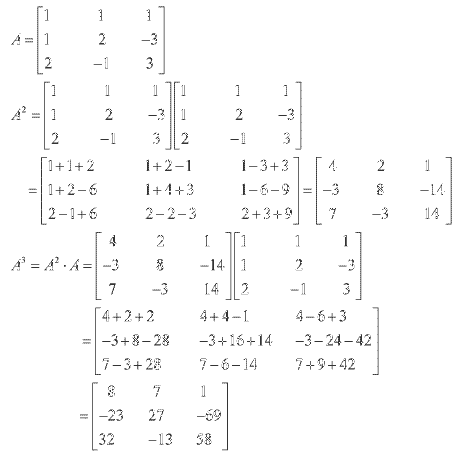 A = [1 1 1
1 2 −3
2 −1 3]
A² = [1 1 1
1 2 −3
2 −1 3] [1 1 1
1 2 −3
2 −1 3]
= [1+1+2 1+2−1 1−3+3
1+2−6 1+4+3 1−6−9
2−1+6 2−2−3 2+3+9] = [4 2 1
−3 8 −14
7 −3 14]
A³ = A² · A = [4 2 1
−3 8 −14
7 −3 14] [1 1 1
1 2 −3
2 −1 3]
= [4+2+2 4+4−1 4−6+3
−3+8−28 −3+16+14 −3−24−42
7−3+28 7−6−14 7+9+42]
= [8 7 1
−23 27 −69
32 −13 58]